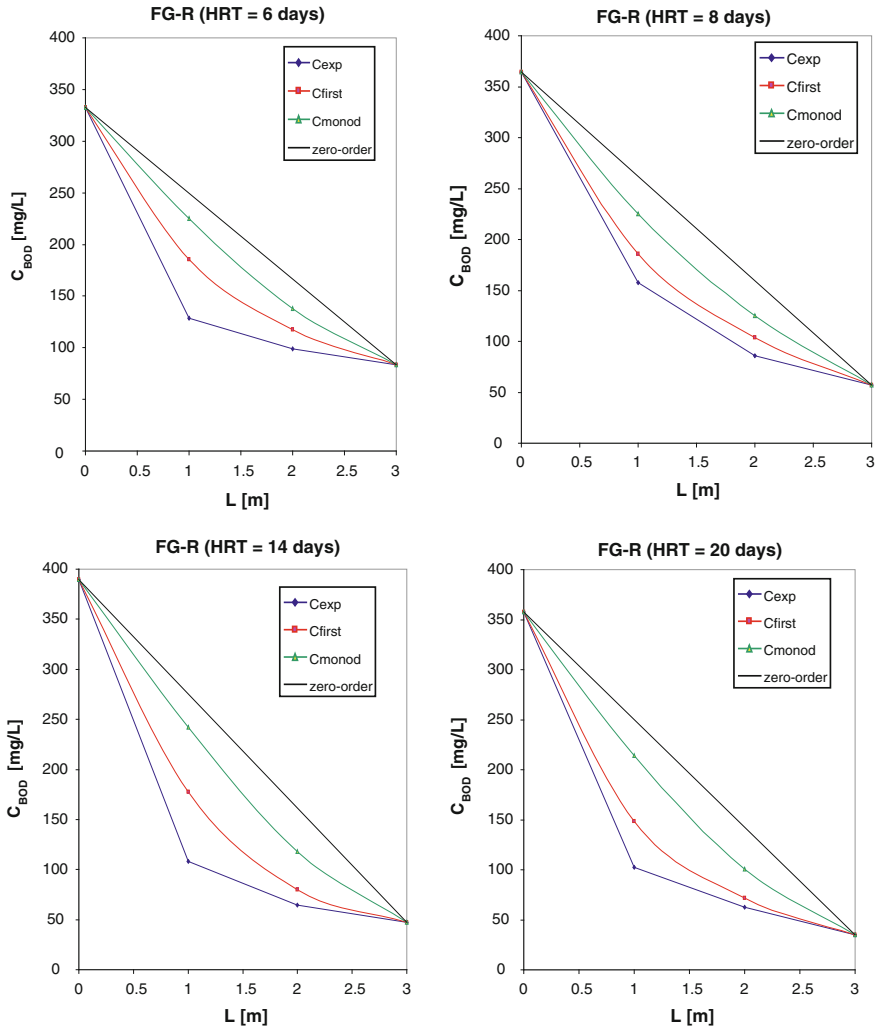 FG-R (HRT = 6 days)
400
350
300
250
200
150
100
50
0
C_BOD [mg/L]
0 0.5 1 1.5 2 2.5 3
L [m]
Cexp
Cfirst
Cmonod
zero-order
FG-R (HRT = 8 days)
400
350
300
250
200
150
100
50
0
C_BOD [mg/L]
0 0.5 1 1.5 2 2.5 3
L [m]
Cexp
Cfirst
Cmonod
zero-order
FG-R (HRT = 14 days)
400
350
300
250
200
150
100
50
0
C_BOD [mg/L]
0 0.5 1 1.5 2 2.5 3
L [m]
Cexp
Cfirst
Cmonod
zero-order
FG-R (HRT = 20 days)
400
350
300
250
200
150
100
50
0
C_BOD [mg/L]
0 0.5 1 1.5 2 2.5 3
L [m]
Cexp
Cfirst
Cmonod
zero-order